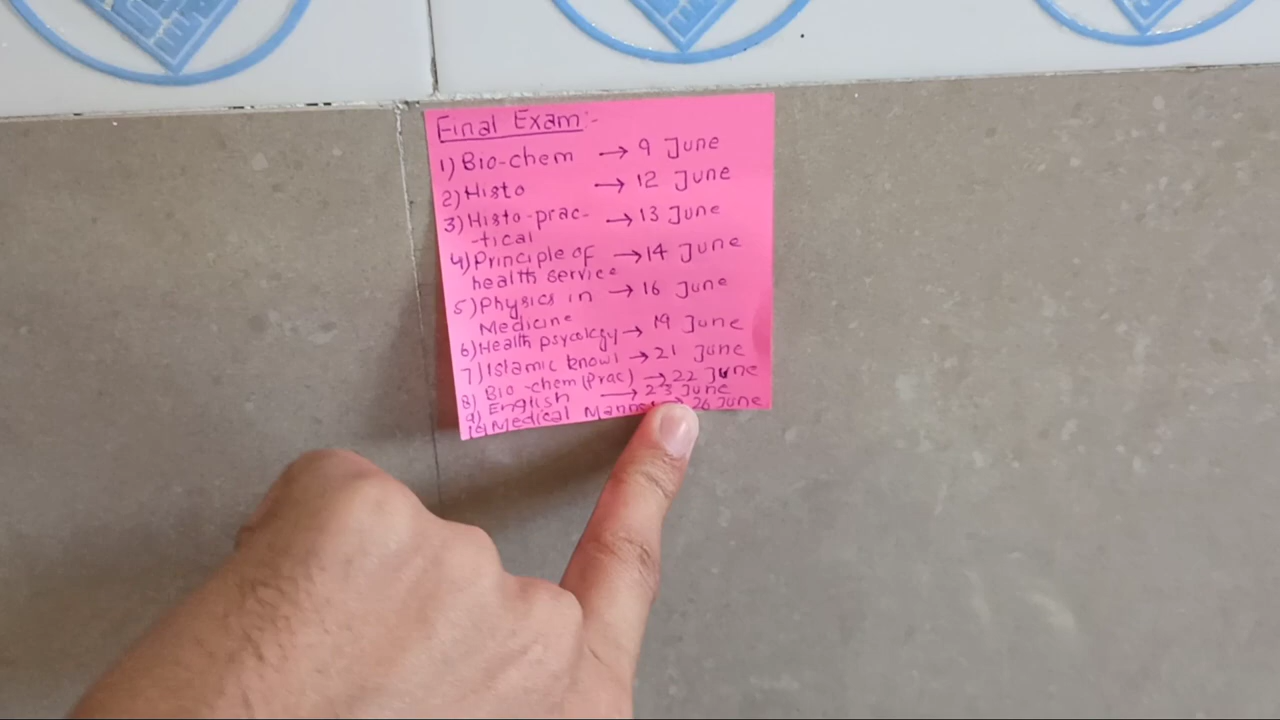 Final Exam:-
1) Bio-chem → 9 June
2) Histo → 12 June
3) Histo-prac- → 13 June
-tical
4) Principle of → 14 June
health service
5) Physics in → 16 June
Medicine
6) Health psycology → 19 June
7) Islamic knowl → 21 June
8) Bio-chem (Prac) → 22 June
9) English → 23 June
10) Medical Manne → 26 June